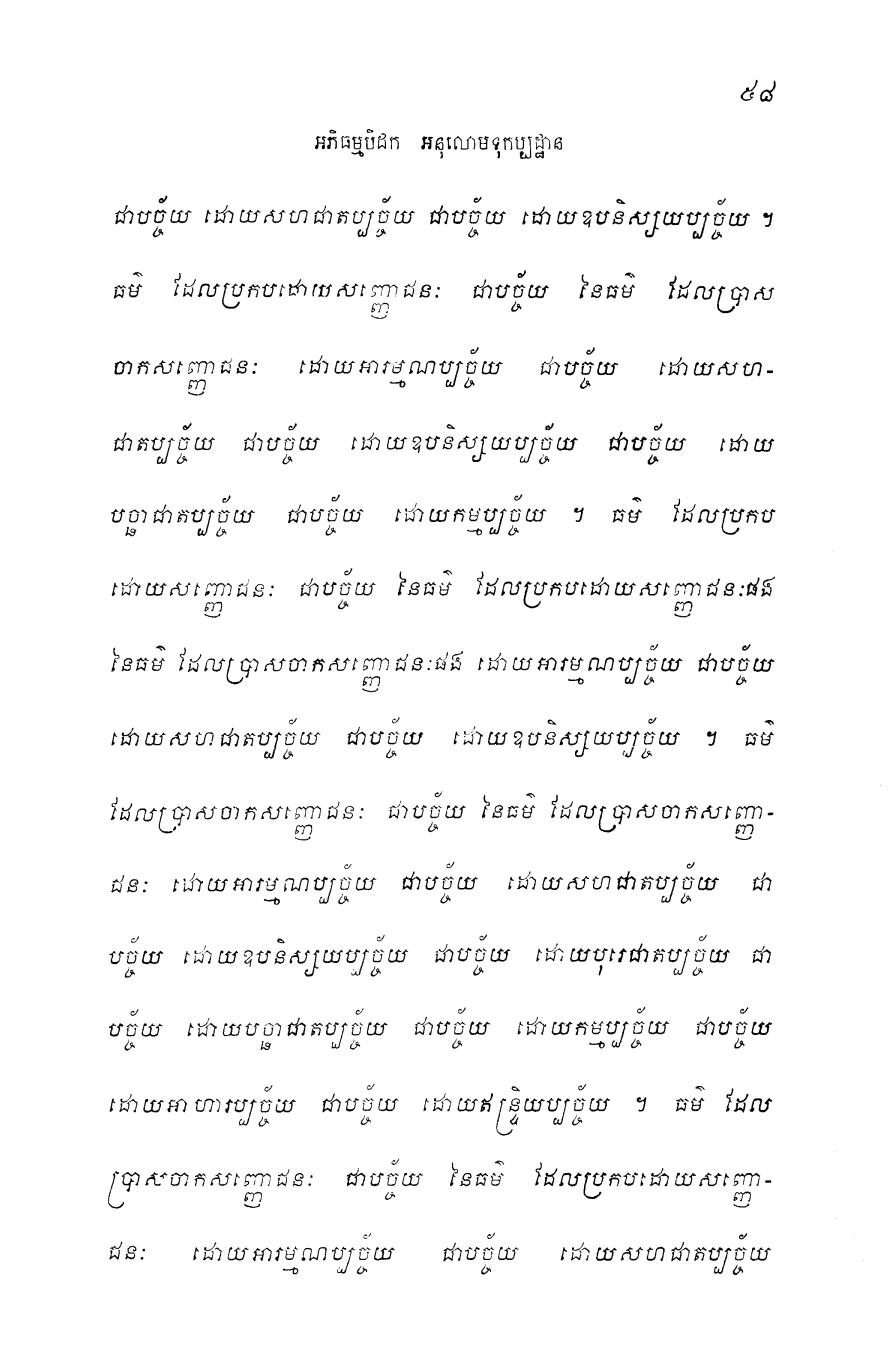 ៥៨
អភិធម្មបិដក អនុលោមទុកប្បដ្ឋាន
ជាបច្ច័យ ដោយសហជាតប្បច្ច័យ ជាបច្ច័យ ដោយឧបនិស្សយប្បច្ច័យ ។
ធម៌ ដែលប្រកបដោយសញ្ញោជនៈ ជាបច្ច័យ នៃធម៌ ដែលប្រាស
ចាកសញ្ញោជនៈ ដោយអារម្មណប្បច្ច័យ ជាបច្ច័យ ដោយសហ-
ជាតប្បច្ច័យ ជាបច្ច័យ ដោយឧបនិស្សយប្បច្ច័យ ជាបច្ច័យ ដោយ
បច្ឆាជាតប្បច្ច័យ ជាបច្ច័យ ដោយកម្មប្បច្ច័យ ។ ធម៌ ដែលប្រកប
ដោយសញ្ញោជនៈ ជាបច្ច័យ នៃធម៌ ដែលប្រកបដោយសញ្ញោជនៈផង
នៃធម៌ ដែលប្រាសចាកសញ្ញោជនៈផង ដោយអារម្មណប្បច្ច័យ ជាបច្ច័យ
ដោយសហជាតប្បច្ច័យ ជាបច្ច័យ ដោយឧបនិស្សយប្បច្ច័យ ។ ធម៌
ដែលប្រាសចាកសញ្ញោជនៈ ជាបច្ច័យ នៃធម៌ ដែលប្រាសចាកសញ្ញោ-
ជនៈ ដោយអារម្មណប្បច្ច័យ ជាបច្ច័យ ដោយសហជាតប្បច្ច័យ ជា
បច្ច័យ ដោយឧបនិស្សយប្បច្ច័យ ជាបច្ច័យ ដោយបុរេជាតប្បច្ច័យ ជា
បច្ច័យ ដោយបច្ឆាជាតប្បច្ច័យ ជាបច្ច័យ ដោយកម្មប្បច្ច័យ ជាបច្ច័យ
ដោយអាហារប្បច្ច័យ ជាបច្ច័យ ដោយឥន្ទ្រិយប្បច្ច័យ ។ ធម៌ ដែល
ប្រាសចាកសញ្ញោជនៈ ជាបច្ច័យ នៃធម៌ ដែលប្រកបដោយសញ្ញោ-
ជនៈ ដោយអារម្មណប្បច្ច័យ ជាបច្ច័យ ដោយសហជាតប្បច្ច័យ